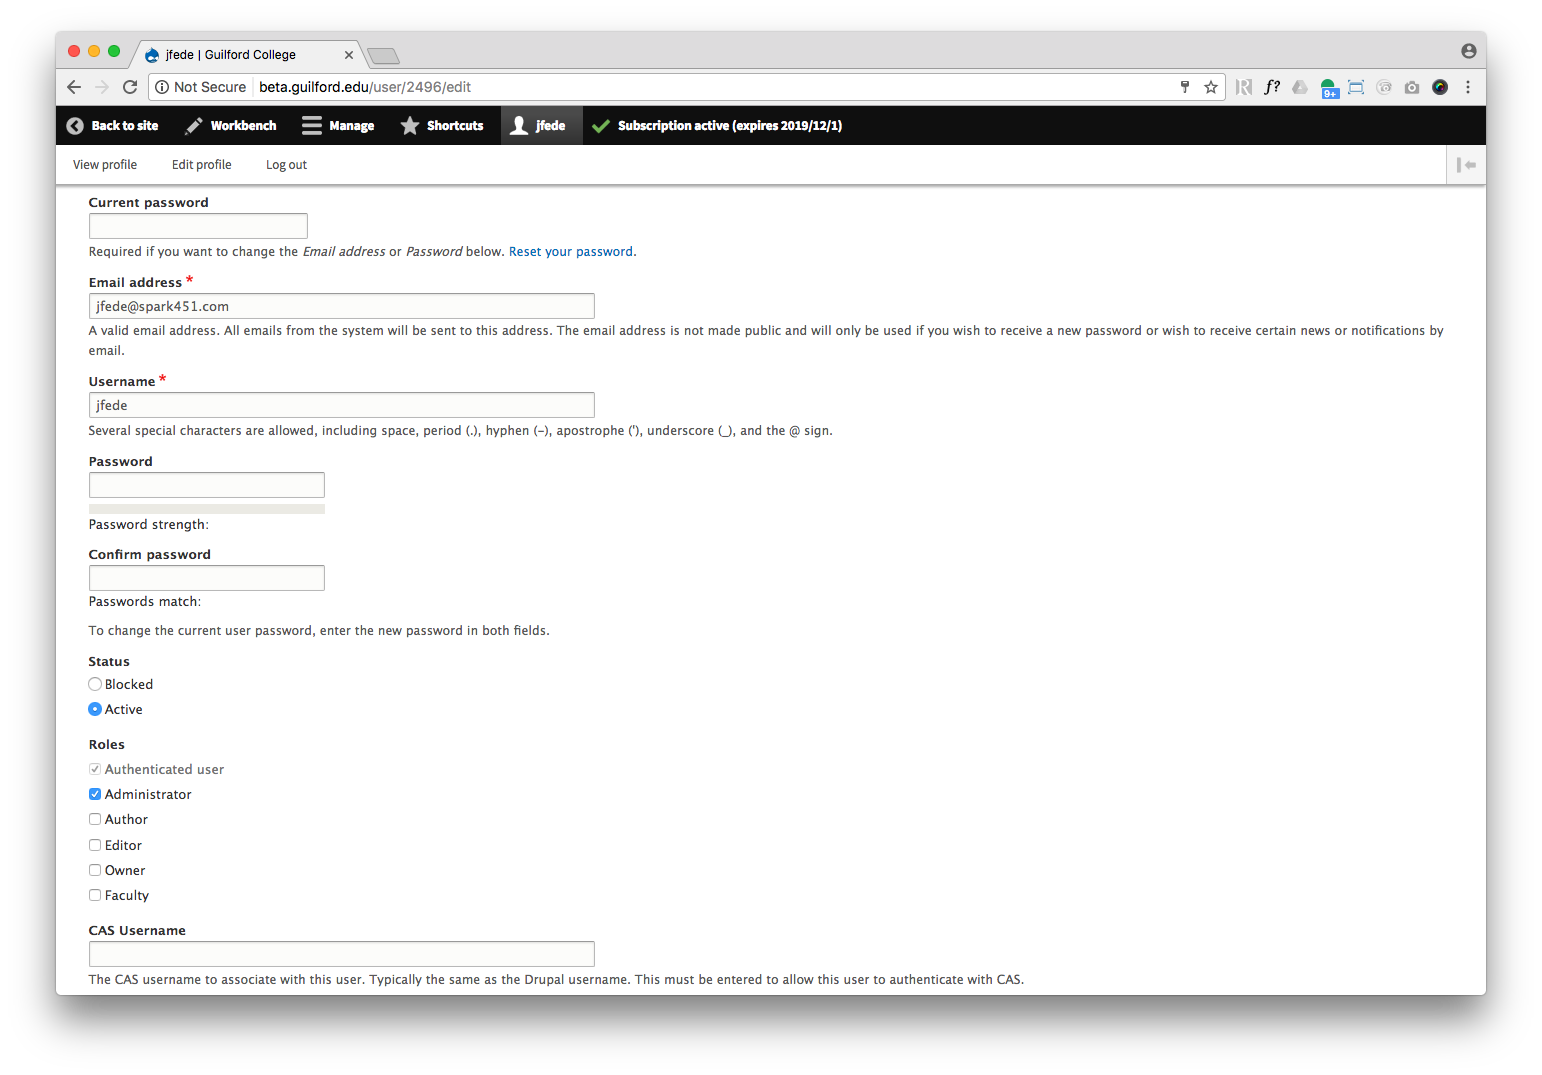 jfede | Guilford College
Not Secure beta.guilford.edu/user/2496/edit
f?
9+
Back to site Workbench Manage Shortcuts jfede Subscription active (expires 2019/12/1)
View profile Edit profile Log out
Current password
Required if you want to change the Email address or Password below. Reset your password.
Email address *
jfede@spark451.com
A valid email address. All emails from the system will be sent to this address. The email address is not made public and will only be used if you wish to receive a new password or wish to receive certain news or notifications by
email.
Username *
jfede
Several special characters are allowed, including space, period (.), hyphen (-), apostrophe ('), underscore (_), and the @ sign.
Password
Password strength:
Confirm password
Passwords match:
To change the current user password, enter the new password in both fields.
Status
Blocked
Active
Roles
Authenticated user
Administrator
Author
Editor
Owner
Faculty
CAS Username
The CAS username to associate with this user. Typically the same as the Drupal username. This must be entered to allow this user to authenticate with CAS.